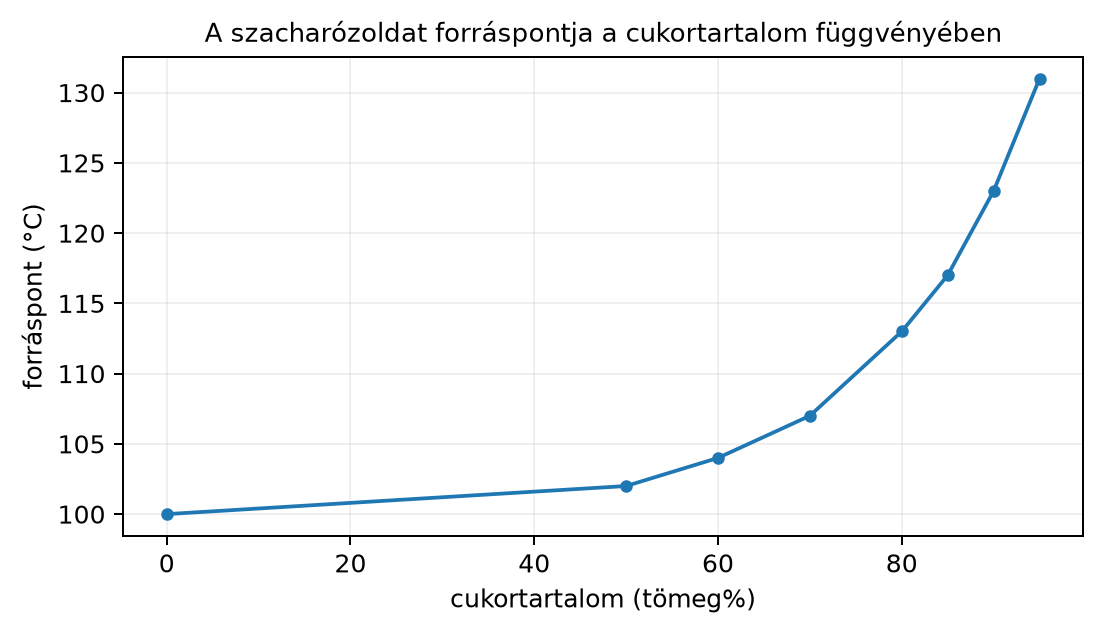 A szacharózoldat forráspontja a cukortartalom függvényében
forráspont (°C)
130
125
120
115
110
105
100
0 20 40 60 80
cukortartalom (tömeg%)